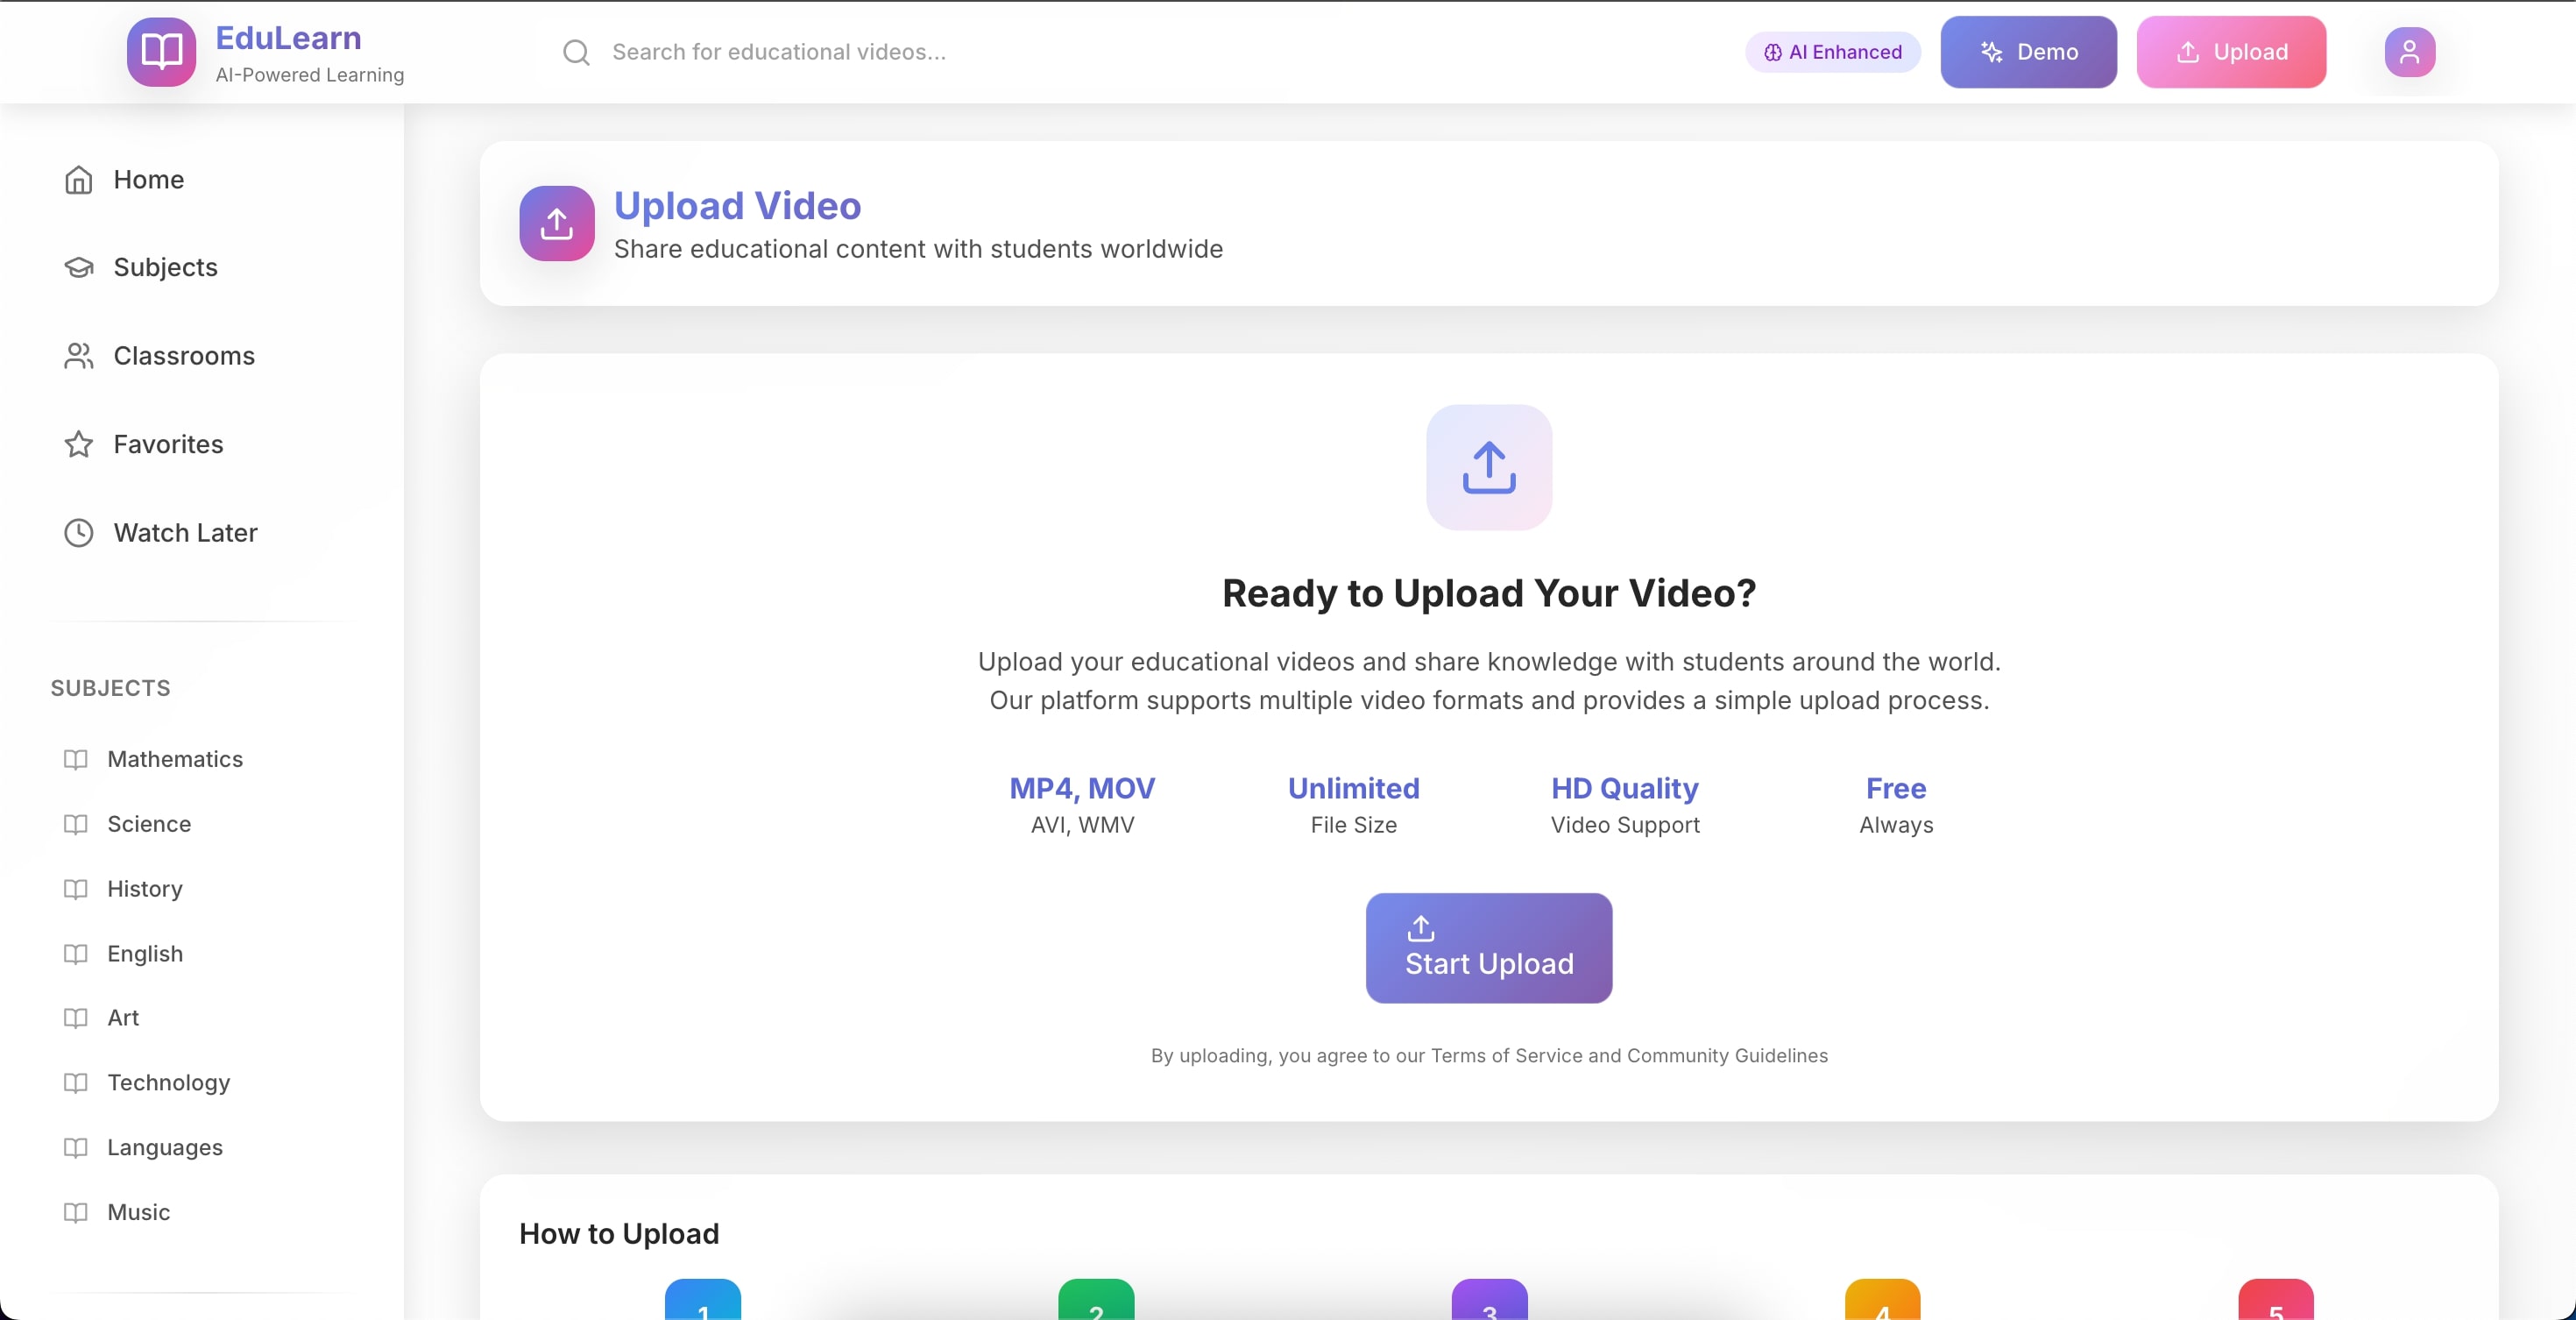 EduLearn
AI-Powered Learning
Search for educational videos...
AI Enhanced
Demo
Upload
Home
Subjects
Classrooms
Favorites
Watch Later
SUBJECTS
Mathematics
Science
History
English
Art
Technology
Languages
Music
Upload Video
Share educational content with students worldwide
Ready to Upload Your Video?
Upload your educational videos and share knowledge with students around the world.
Our platform supports multiple video formats and provides a simple upload process.
MP4, MOV
AVI, WMV
Unlimited
File Size
HD Quality
Video Support
Free
Always
Start Upload
By uploading, you agree to our Terms of Service and Community Guidelines
How to Upload
1
2
3
4
5